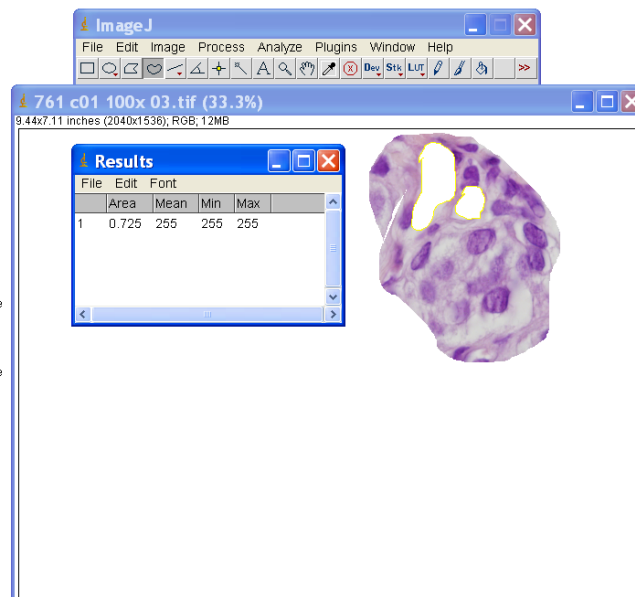 ImageJ
File Edit Image Process Analyze Plugins Window Help
A Dev Stk LUT >>
761 c01 100x 03.tif (33.3%)
9.44x7.11 inches (2040x1536); RGB; 12MB
Results
File Edit Font
Area Mean Min Max
1 0.725 255 255 255
e
e